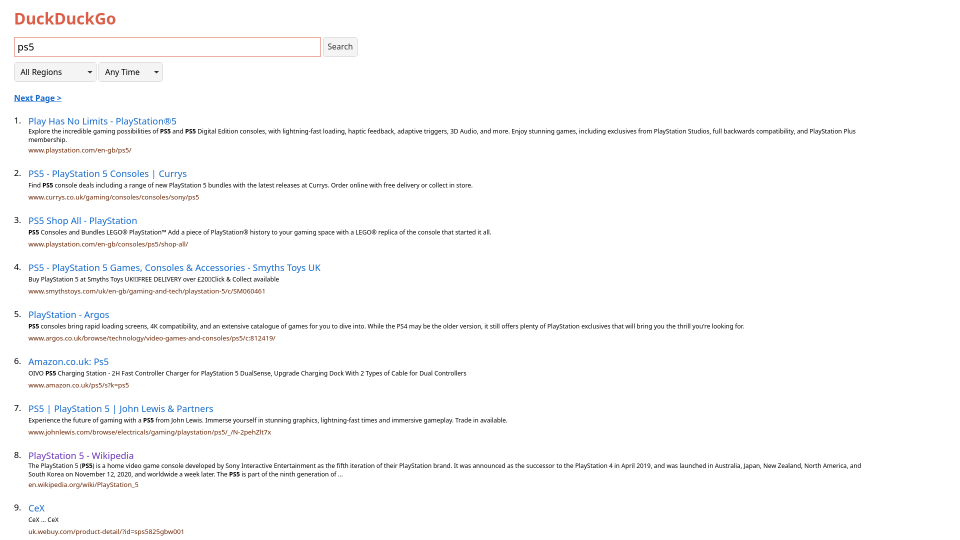 DuckDuckGo
ps5
Search
All Regions
Any Time
Next Page >
1. Play Has No Limits - PlayStation®5
Explore the incredible gaming possibilities of PS5 and PS5 Digital Edition consoles, with lightning-fast loading, haptic feedback, adaptive triggers, 3D Audio, and more. Enjoy stunning games, including exclusives from PlayStation Studios, full backwards compatibility, and PlayStation Plus
membership.
www.playstation.com/en-gb/ps5/
2. PS5 - PlayStation 5 Consoles | Currys
Find PS5 console deals including a range of new PlayStation 5 bundles with the latest releases at Currys. Order online with free delivery or collect in store.
www.currys.co.uk/gaming/consoles/consoles/sony/ps5
3. PS5 Shop All - PlayStation
PS5 Consoles and Bundles LEGO® PlayStation™ Add a piece of PlayStation® history to your gaming space with a LEGO® replica of the console that started it all.
www.playstation.com/en-gb/consoles/ps5/shop-all/
4. PS5 - PlayStation 5 Games, Consoles & Accessories - Smyths Toys UK
Buy PlayStation 5 at Smyths Toys UK!FREE DELIVERY over £20Click & Collect available
www.smythstoys.com/uk/en-gb/gaming-and-tech/playstation-5/c/SM060461
5. PlayStation - Argos
PS5 consoles bring rapid loading screens, 4K compatibility, and an extensive catalogue of games for you to dive into. While the PS4 may be the older version, it still offers plenty of PlayStation exclusives that will bring you the thrill you're looking for.
www.argos.co.uk/browse/technology/video-games-and-consoles/ps5/c:812419/
6. Amazon.co.uk: Ps5
OIVO PS5 Charging Station - 2H Fast Controller Charger for PlayStation 5 DualSense, Upgrade Charging Dock With 2 Types of Cable for Dual Controllers
www.amazon.co.uk/ps5/s?k=ps5
7. PS5 | PlayStation 5 | John Lewis & Partners
Experience the future of gaming with a PS5 from John Lewis. Immerse yourself in stunning graphics, lightning-fast times and immersive gameplay. Trade in available.
www.johnlewis.com/browse/electricals/gaming/playstation/ps5/_/N-2pehZlt7x
8. PlayStation 5 - Wikipedia
The PlayStation 5 (PS5) is a home video game console developed by Sony Interactive Entertainment as the fifth iteration of their PlayStation brand. It was announced as the successor to the PlayStation 4 in April 2019, and was launched in Australia, Japan, New Zealand, North America, and
South Korea on November 12, 2020, and worldwide a week later. The PS5 is part of the ninth generation of ...
en.wikipedia.org/wiki/PlayStation_5
9. CeX
CeX ... CeX
uk.webuy.com/product-detail/?id=sps5825gbw001